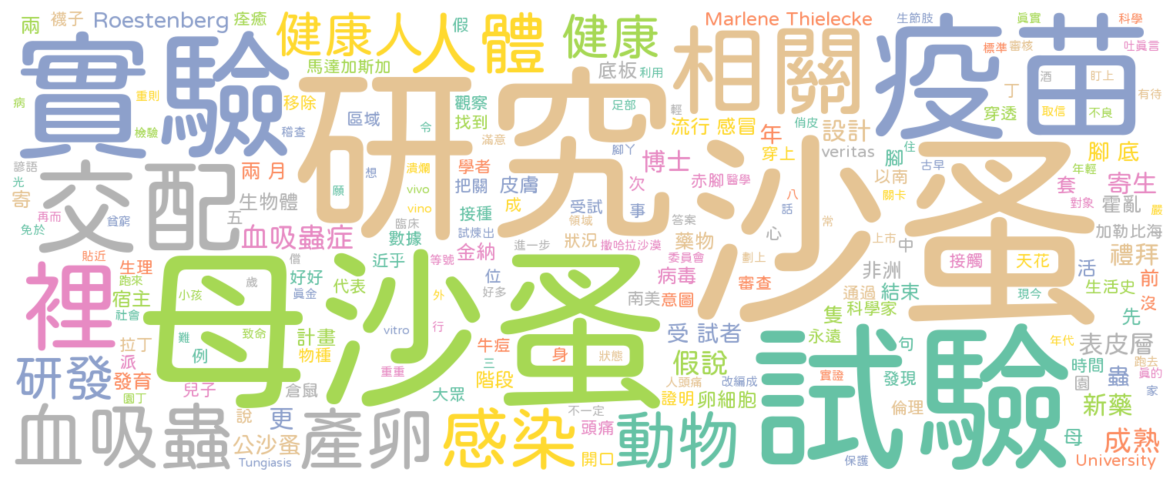 兩 襪子 Roestenberg 痊癒 健康人 人體 假 健康 Marlene Thielecke 生節肢 眞實 科學
實驗 馬達加斯加 底板 利用 相關 疫苗 標準 審核 吐眞言
病 重則 移除 研究 觀察 足部 輕 丁 酒 盯上 有待
檢驗 稽查 區域 令 找到 滿意 流行 感冒 年 俏皮 設計 穿透 取信 不良
諺語 交配 兩 月 想 潰爛 學者 腳丫 博士 穿上 veritas 腳 住 古早 腳 底
光 寄 生物體 願 vivo 把關 皮膚 次 赤腳 醫學 沙蚤 以南 年輕 套 寄生
再而 貧窮 五 vino 接種 成 受試 事 八 關卡 對象 嚴
免於 血吸蟲症 臨床 數據 試煉出 領域 答案 話 霍亂
裡 母沙蚤 金納 進一步 狀況 撒哈拉沙漠 藥物 心 常 上市 中 加勒比海
貼近 跑來 生理 信 好好 近乎 等號 位 委員會 劃上 病毒 審查 非洲 接觸 天花 活 禮拜 前
宿主 小孩 眞金 歲 代表 好多 南美 意圖 通過 結束 現今 生活史 沒
社會 致命 外 隻 科學家 先
拉丁 難 計畫 vitro 行 牛痘 身 受 試者 永遠 句 年代 跑去 表皮層
研發 派 例 物種 三 狀態 假說 試驗 發現 時間 眞的
發育 兒子 倉鼠 重重 階段 人頭痛 改編成 實證 園 蟲 家
園丁 大眾 證明 卵細胞 倫理 新藥
血吸蟲 說 更 產卵 感染 不一定 頭痛 動物 母 成熟
公沙蚤 Tungiasis 開口 保護 University